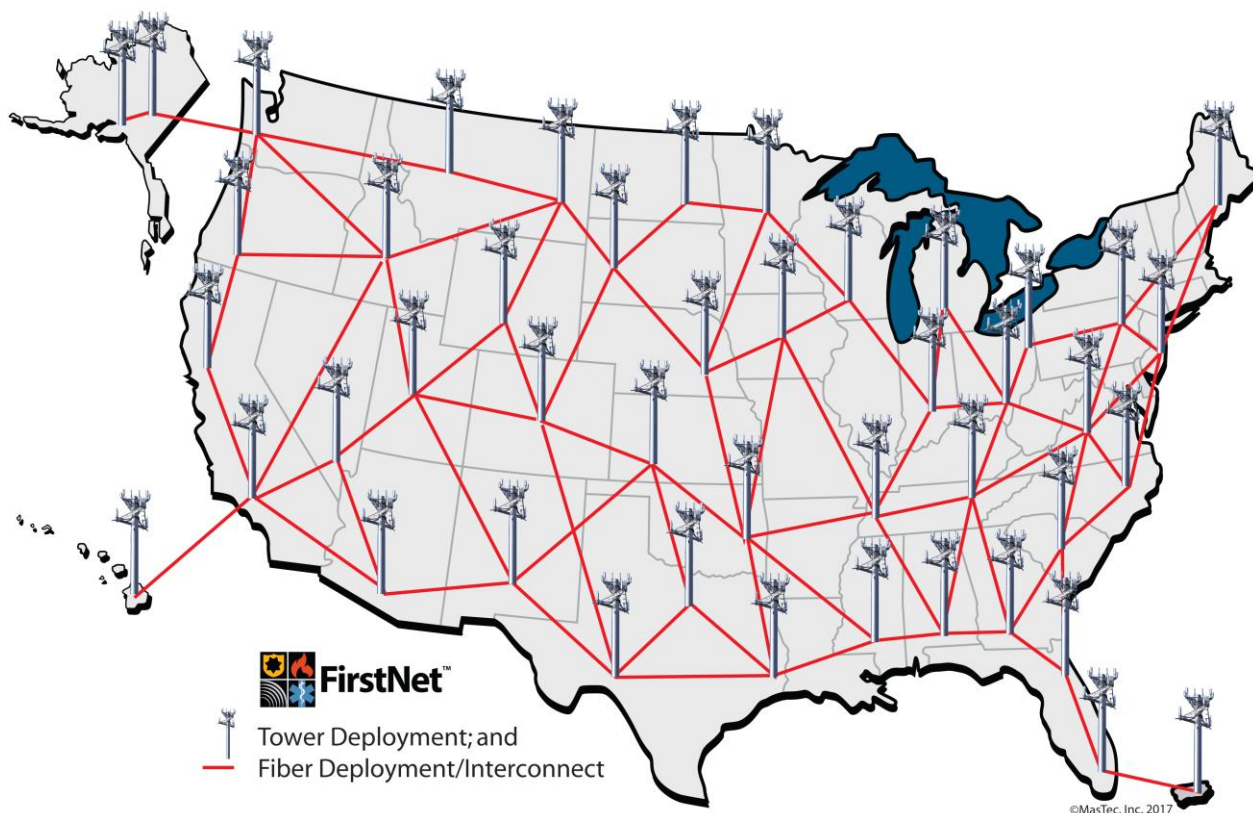 FirstNet™
Tower Deployment; and
Fiber Deployment/Interconnect
©MasTec, Inc. 2017